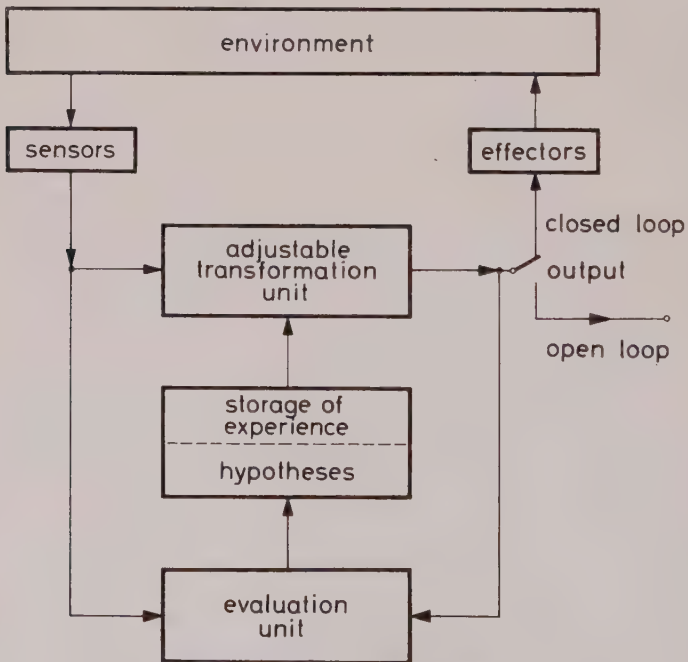 environment
sensors
effectors
closed loop
adjustable
transformation
unit
output
open loop
storage of
experience
hypotheses
evaluation
unit